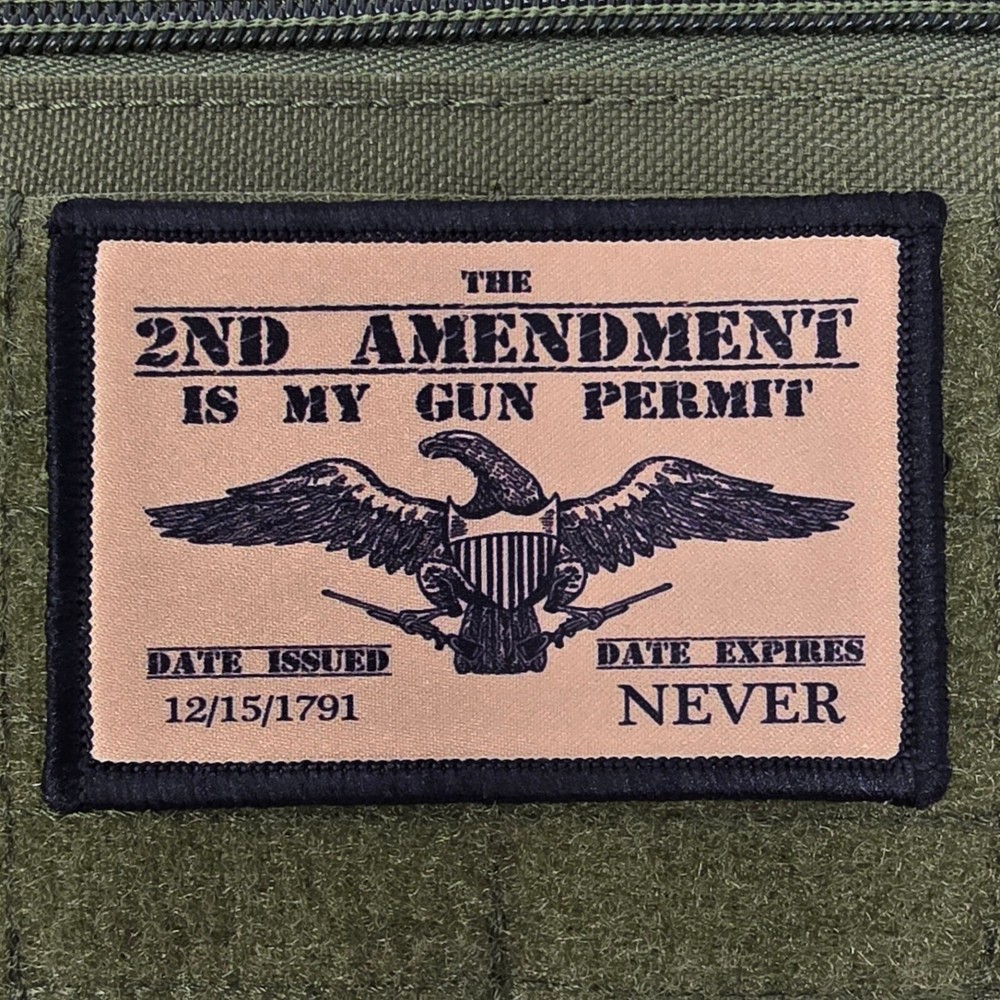 THE
2ND AMENDMENT
IS MY GUN PERMIT
DATE ISSUED
12/15/1791
DATE EXPIRES
NEVER